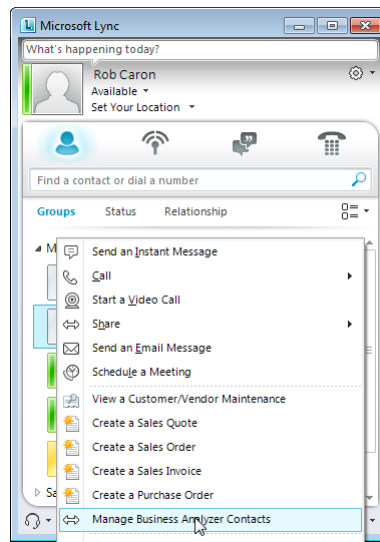 Microsoft Lync
What's happening today?
Rob Caron
Available
Set Your Location
Find a contact or dial a number
Groups Status Relationship
M
Send an Instant Message
Call
Start a Video Call
Share
Send an Email Message
Schedule a Meeting
View a Customer/Vendor Maintenance
Create a Sales Quote
Create a Sales Order
Create a Sales Invoice
Create a Purchase Order
Sa
Manage Business Analyzer Contacts